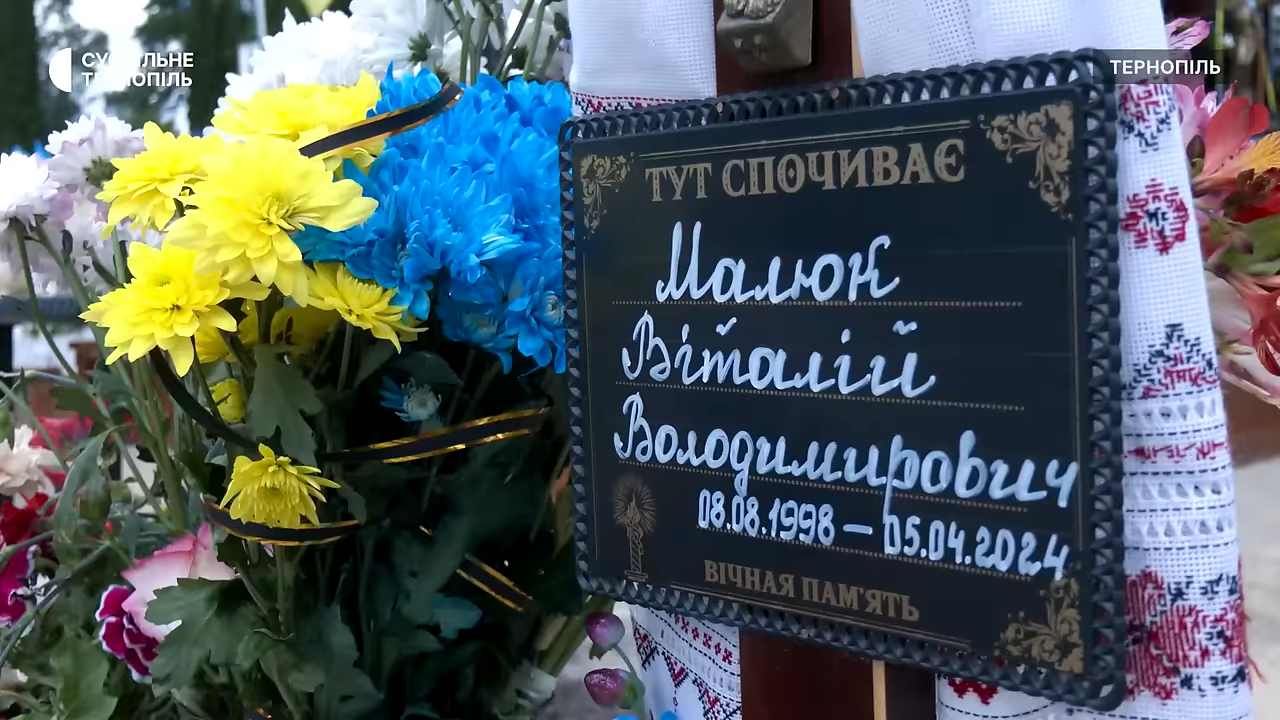 СУСПІЛЬНЕ
ТЕРНОПІЛЬ
ТЕРНОПІЛЬ
ТУТ СПОЧИВАЄ
Малюк
Віталій
Володимирович
08.08.1998 – 05.04.2024
ВІЧНАЯ ПАМ'ЯТЬ